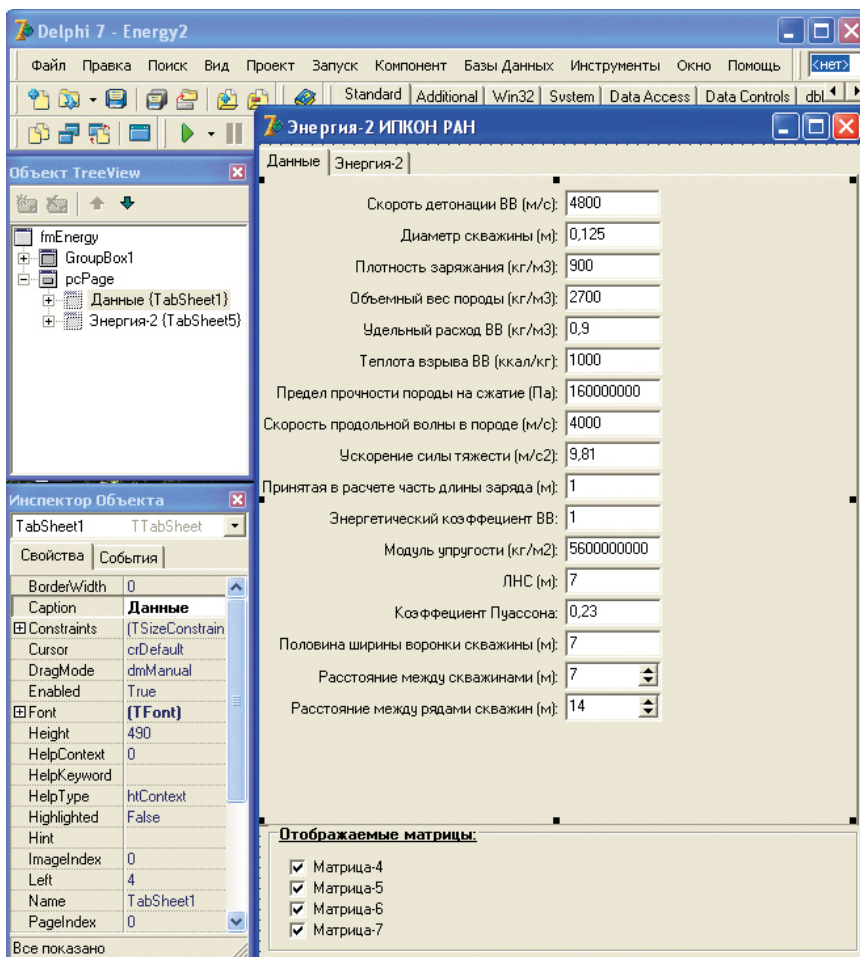 Delphi 7 - Energy2
Файл Правка Поиск Вид Проект Запуск Компонент Базы Данных Инструменты Окно Помощь <нет>
Standard Additional Win32 System Data Access Data Controls
Объект TreeView
fmEnergy
GroupBox1
pcPage
Данные {TabSheet1}
Энергия-2 {TabSheet5}
Инспектор Объекта
TabSheet1 TTabSheet
Свойства События
BorderWidth 0
Caption Данные
Constraints (TSizeConstrain
Cursor crDefault
DragMode dmManual
Enabled True
Font (TFont)
Height 490
HelpContext 0
HelpKeyword
HelpType htContext
Highlighted False
Hint
ImageIndex 0
Left 4
Name TabSheet1
PageIndex 0
Все показано
Энергия-2 ИПКОН РАН
Данные Энергия-2
Скороть детонации ВВ (м/с): 4800
Диаметр скважины (м): 0,125
Плотность заряжания (кг/м3): 900
Объемный вес породы (кг/м3): 2700
Удельный расход ВВ (кг/м3): 0,9
Теплота взрыва ВВ (ккал/кг): 1000
Предел прочности породы на сжатие (Па): 160000000
Скорость продольной волны в породе (м/с): 4000
Ускорение силы тяжести (м/с2): 9,81
Принятая в расчете часть длины заряда (м): 1
Энергетический коэффециент ВВ: 1
Модуль упругости (кг/м2): 5600000000
ЛНС (м): 7
Коэффециент Пуассона: 0,23
Половина ширины воронки скважины (м): 7
Расстояние между скважинами (м): 7
Расстояние между рядами скважин (м): 14
Отображаемые матрицы:
Матрица-4
Матрица-5
Матрица-6
Матрица-7